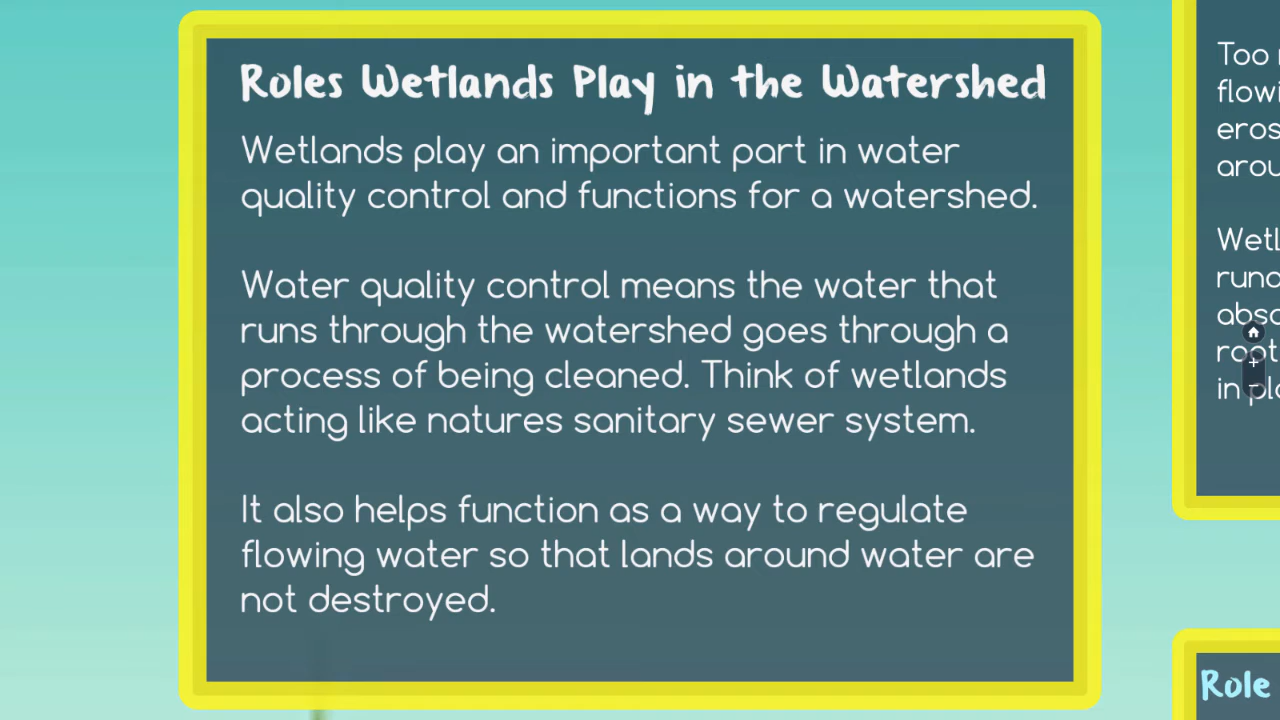 Roles Wetlands Play in the Watershed
Wetlands play an important part in water
quality control and functions for a watershed.
Water quality control means the water that
runs through the watershed goes through a
process of being cleaned. Think of wetlands
acting like natures sanitary sewer system.
It also helps function as a way to regulate
flowing water so that lands around water are
not destroyed.
Too
in
Role